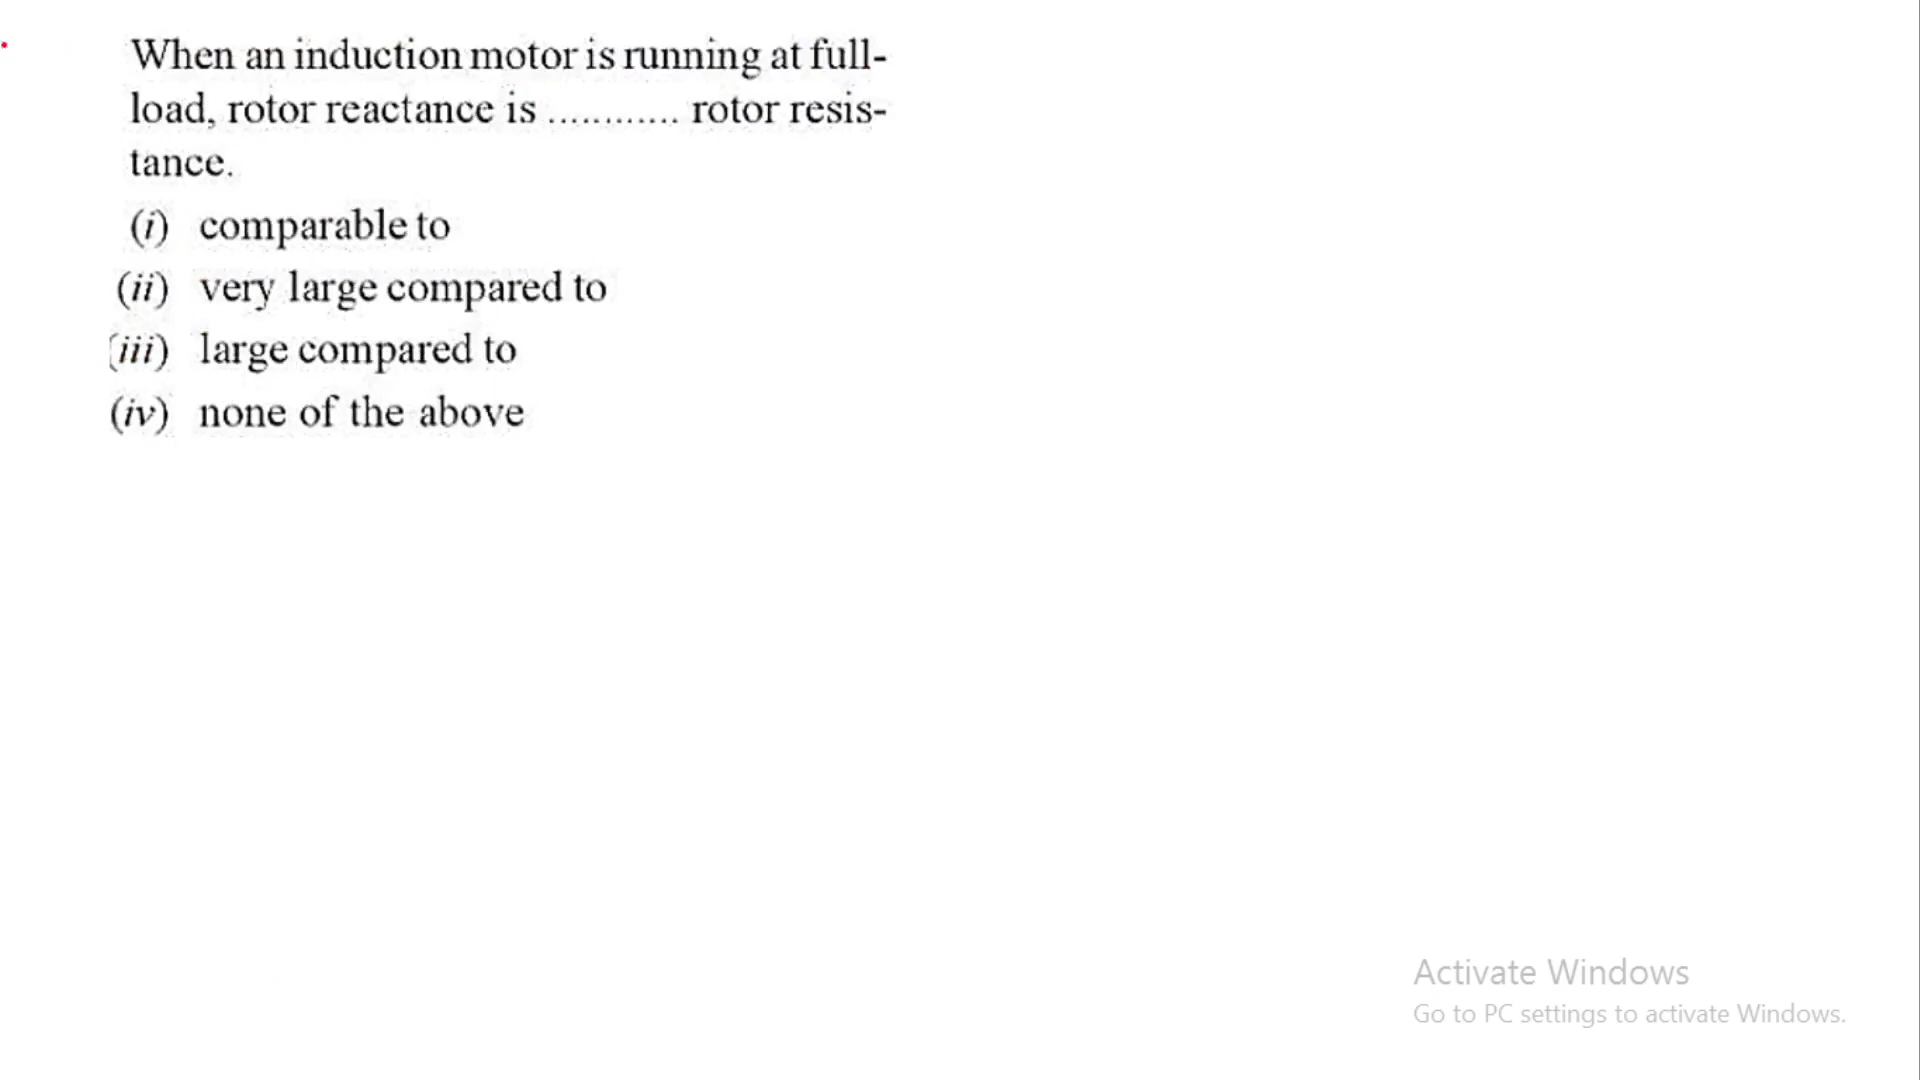 When an induction motor is running at full-
load, rotor reactance is ............ rotor resis-
tance.
(i) comparable to
(ii) very large compared to
(iii) large compared to
(iv) none of the above
Activate Windows
Go to PC settings to activate Windows.